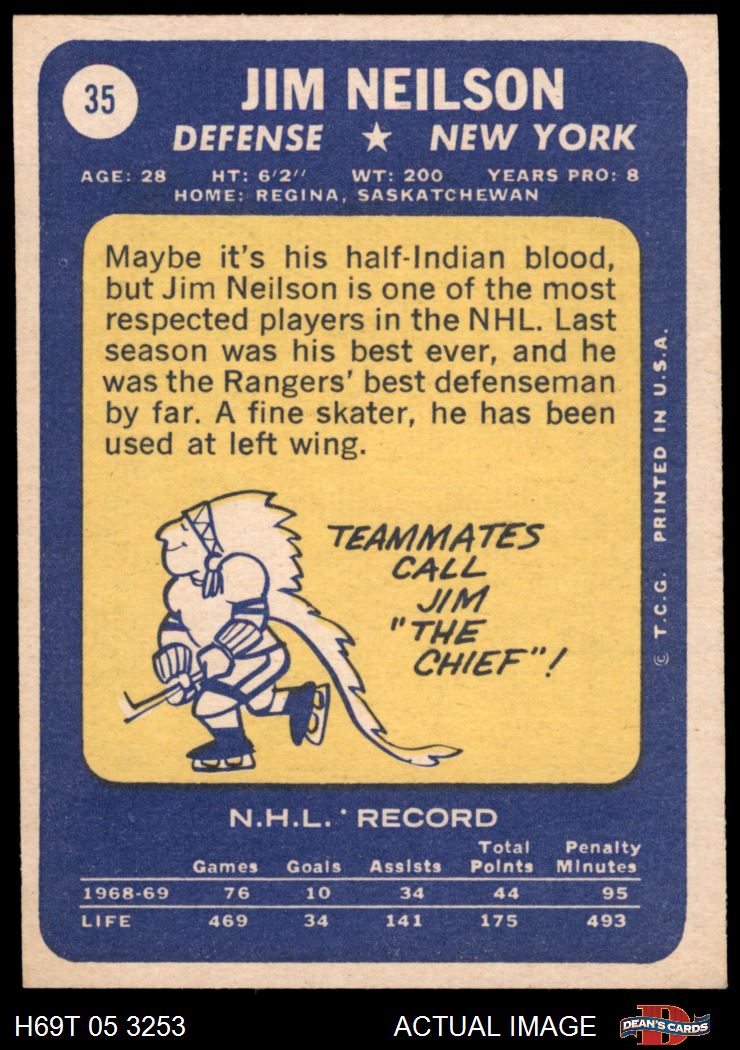 35
JIM NEILSON
DEFENSE ★ NEW YORK
AGE: 28 HT: 6'2'' WT: 200 YEARS PRO: 8
HOME: REGINA, SASKATCHEWAN
Maybe it's his half-Indian blood,
but Jim Neilson is one of the most
respected players in the NHL. Last
season was his best ever, and he
was the Rangers' best defenseman
by far. A fine skater, he has been
used at left wing.
TEAMMATES
CALL
JIM
"THE
CHIEF"!
© T.C.G. PRINTED IN U.S.A.
N.H.L. RECORD
Games Goals Assists Total Points Penalty Minutes
1968-69 76 10 34 44 95
LIFE 469 34 141 175 493
H69T 05 3253 ACTUAL IMAGE
D DEAN'S CARDS